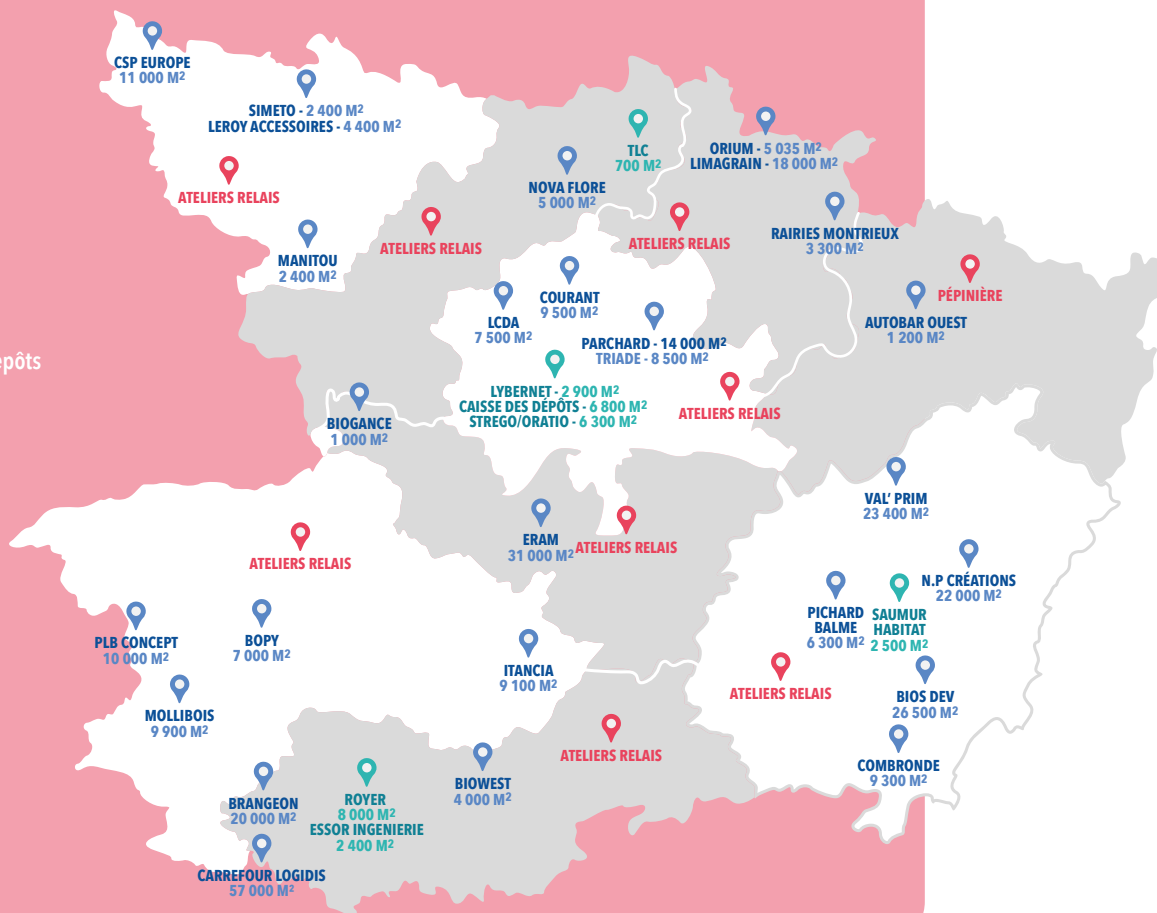 CSP EUROPE
11 000 M²
SIMETO - 2 400 M²
LEROY ACCESSOIRES - 4 400 M²
ATELIERS RELAIS
MANITOU
2 400 M²
ATELIERS RELAIS
NOVA FLORE
5 000 M²
TLC
700 M²
ORIUM - 5 035 M²
LIMAGRAIN - 18 000 M²
ATELIERS RELAIS
RAIRIES MONTRIEUX
3 300 M²
PÉPINIÈRE
AUTOBAR OUEST
1 200 M²
COURANT
9 500 M²
LCDA
7 500 M²
PARCHARD - 14 000 M²
TRIADE - 8 500 M²
epôts
LYBERNET - 2 900 M²
CAISSE DES DÉPÔTS - 6 800 M²
STREGO/ORATIO - 6 300 M²
ATELIERS RELAIS
BIOGANCE
1 000 M²
VAL' PRIM
23 400 M²
ERAM
31 000 M²
ATELIERS RELAIS
ATELIERS RELAIS
N.P CRÉATIONS
22 000 M²
PICHARD
BALME
6 300 M²
SAUMUR
HABITAT
2 500 M²
PLB CONCEPT
10 000 M²
BOPY
7 000 M²
ITANCIA
9 100 M²
ATELIERS RELAIS
BIOS DEV
26 500 M²
MOLLIBOIS
9 900 M²
ATELIERS RELAIS
COMBRONDE
9 300 M²
BIOWEST
4 000 M²
BRANGEON
20 000 M²
ROYER
8 000 M²
ESSOR INGENIERIE
2 400 M²
CARREFOUR LOGIDIS
57 000 M²